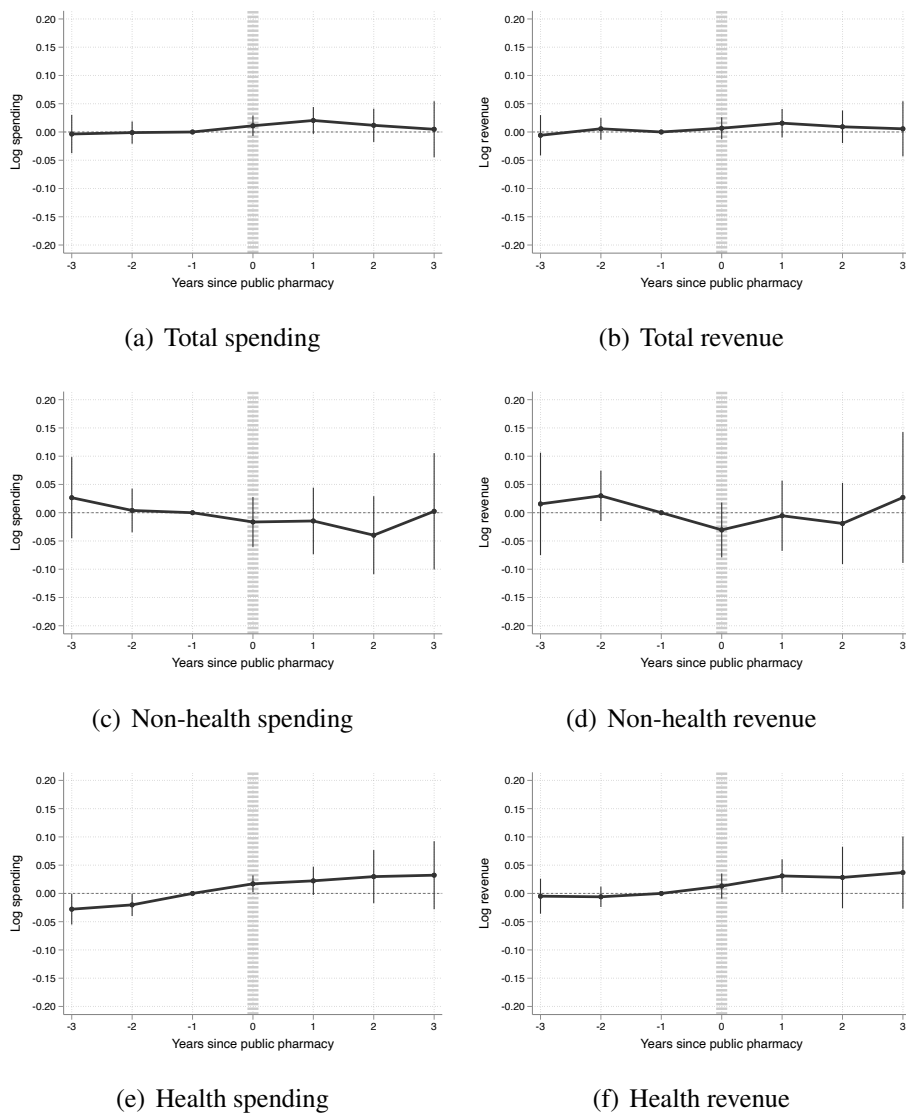 0.20
0.15
0.10
0.05
0.00
-0.05
-0.10
-0.15
-0.20
Log spending
-3 -2 -1 0 1 2 3
Years since public pharmacy
(a) Total spending
0.20
0.15
0.10
0.05
0.00
-0.05
-0.10
-0.15
-0.20
Log revenue
-3 -2 -1 0 1 2 3
Years since public pharmacy
(b) Total revenue
0.20
0.15
0.10
0.05
0.00
-0.05
-0.10
-0.15
-0.20
Log spending
-3 -2 -1 0 1 2 3
Years since public pharmacy
(c) Non-health spending
0.20
0.15
0.10
0.05
0.00
-0.05
-0.10
-0.15
-0.20
Log revenue
-3 -2 -1 0 1 2 3
Years since public pharmacy
(d) Non-health revenue
0.20
0.15
0.10
0.05
0.00
-0.05
-0.10
-0.15
-0.20
Log spending
-3 -2 -1 0 1 2 3
Years since public pharmacy
(e) Health spending
0.20
0.15
0.10
0.05
0.00
-0.05
-0.10
-0.15
-0.20
Log revenue
-3 -2 -1 0 1 2 3
Years since public pharmacy
(f) Health revenue